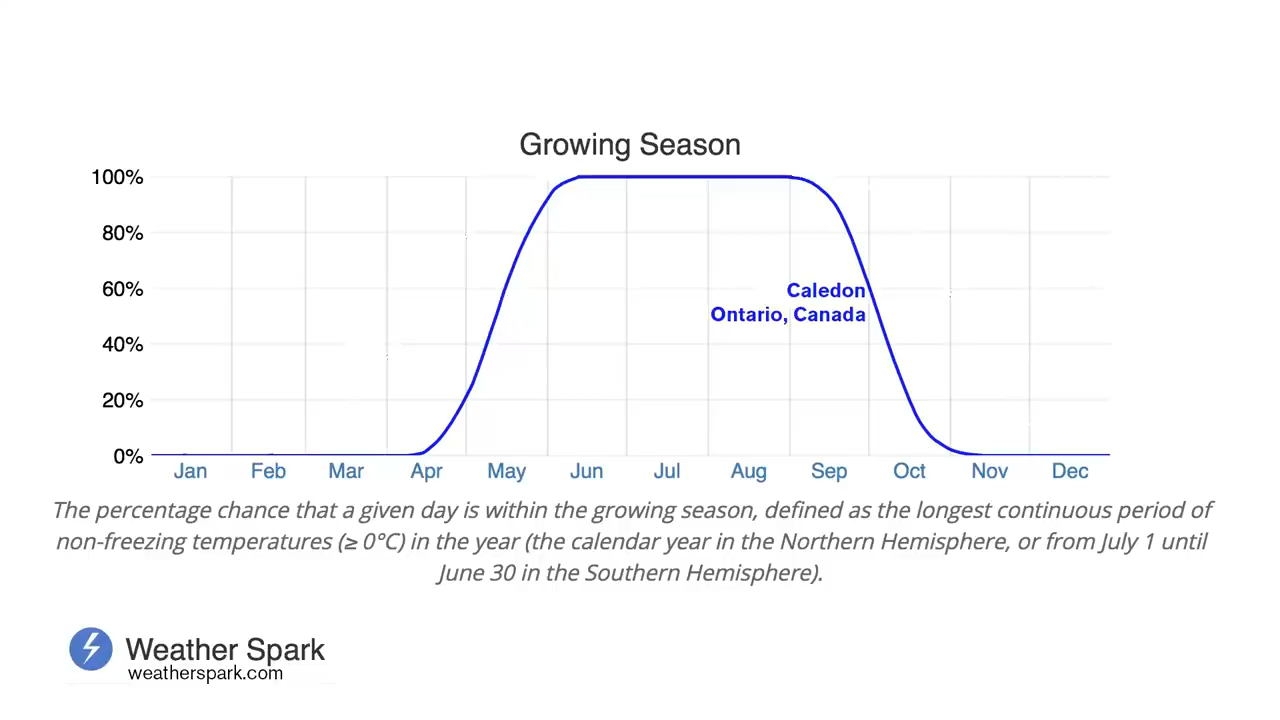 Growing Season
100%
80%
60%
40%
20%
0%
Caledon
Ontario, Canada
Jan Feb Mar Apr May Jun Jul Aug Sep Oct Nov Dec
The percentage chance that a given day is within the growing season, defined as the longest continuous period of
non-freezing temperatures (≥ 0°C) in the year (the calendar year in the Northern Hemisphere, or from July 1 until
June 30 in the Southern Hemisphere).
Weather Spark
weatherspark.com